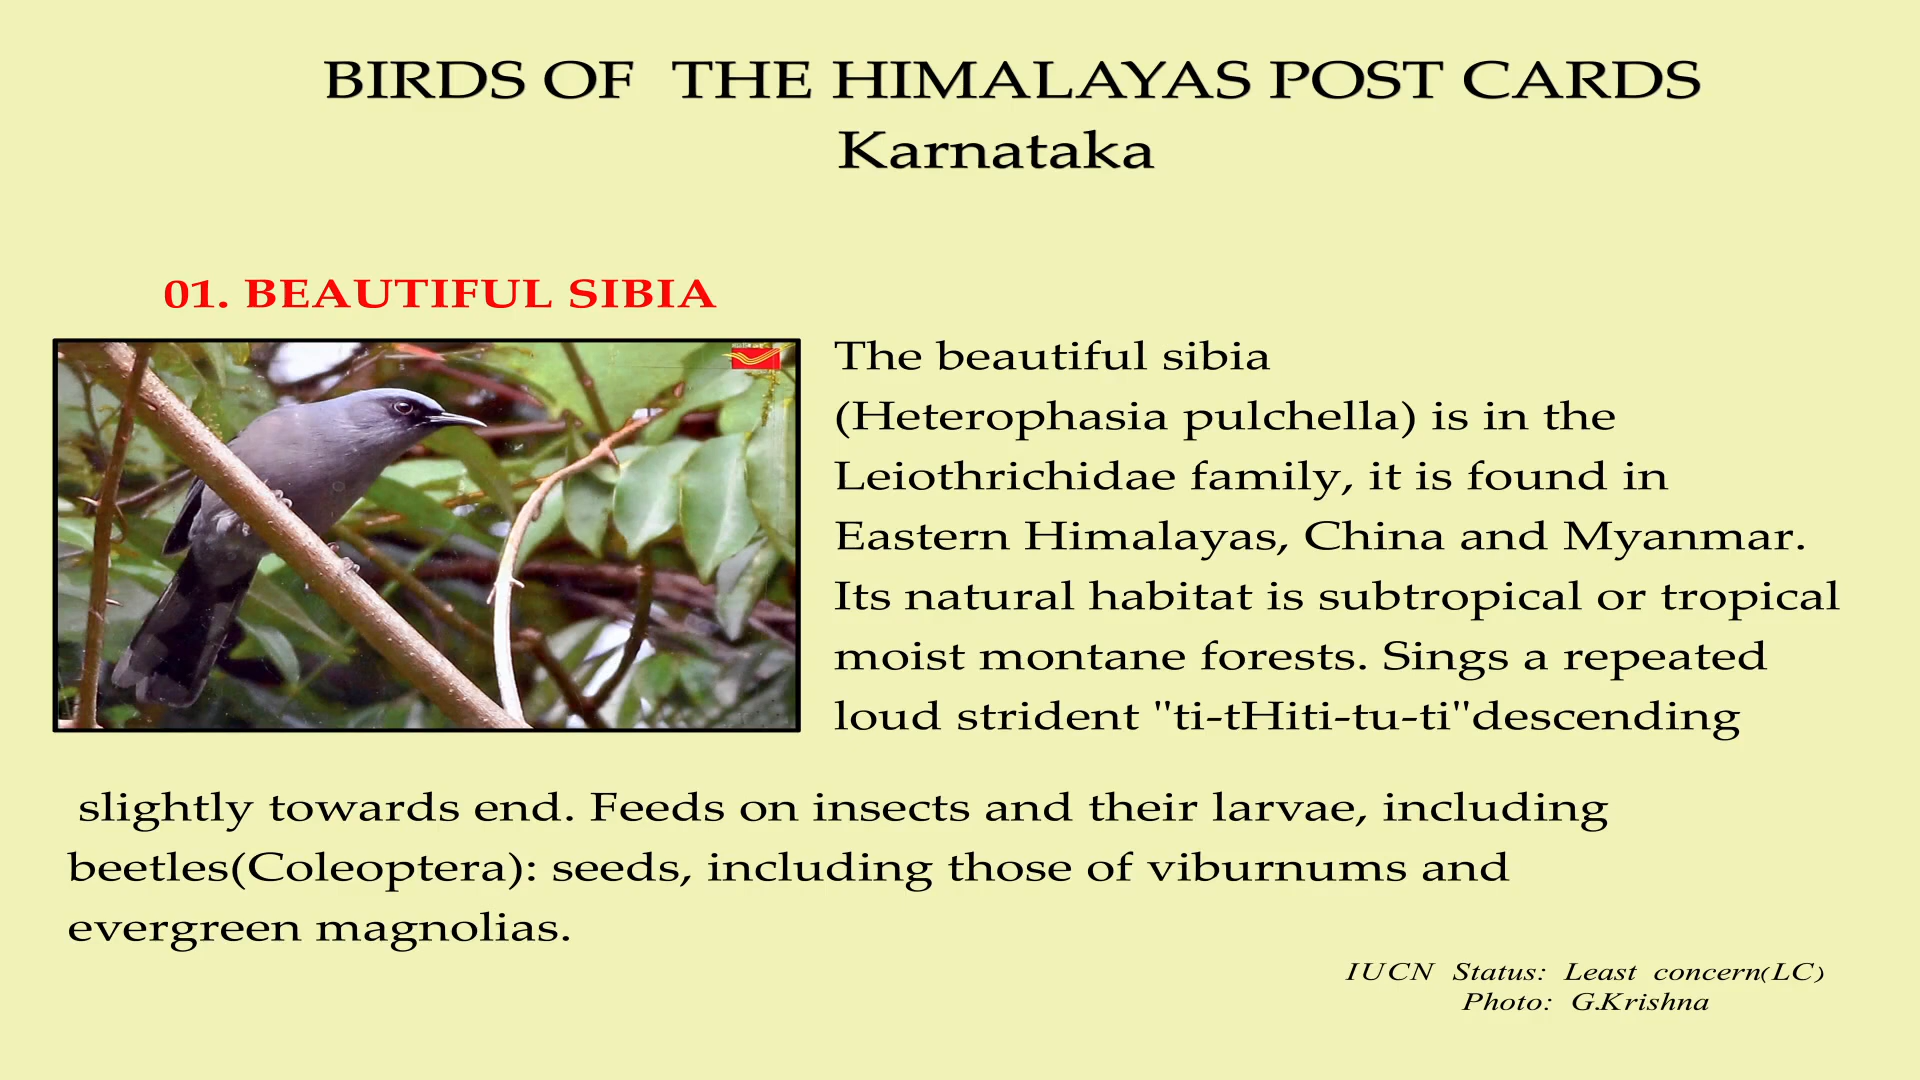 BIRDS OF THE HIMALAYAS POST CARDS
Karnataka
01. BEAUTIFUL SIBIA
The beautiful sibia
(Heterophasia pulchella) is in the
Leiothrichidae family, it is found in
Eastern Himalayas, China and Myanmar.
Its natural habitat is subtropical or tropical
moist montane forests. Sings a repeated
loud strident "ti-tHiti-tu-ti"descending
slightly towards end. Feeds on insects and their larvae, including
beetles(Coleoptera): seeds, including those of viburnums and
evergreen magnolias.
IUCN Status: Least concern(LC)
Photo: G.Krishna